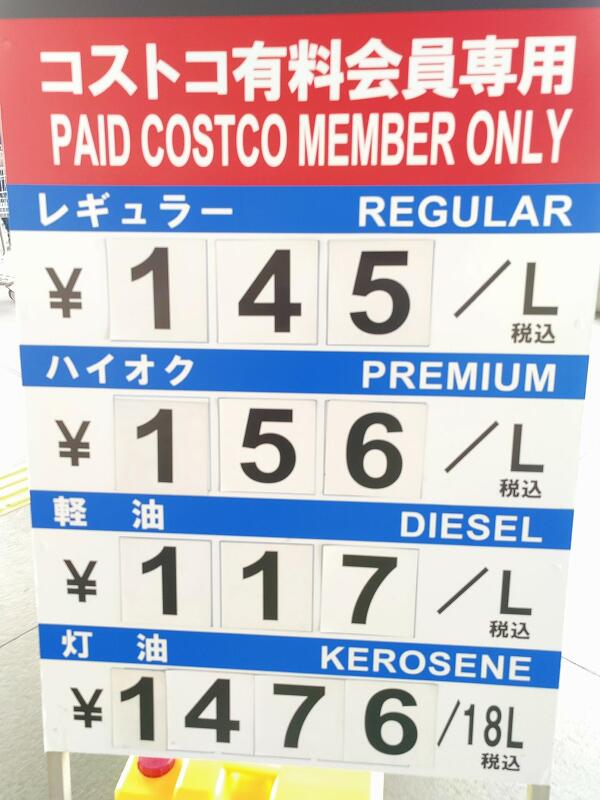 コストコ有料会員専用
PAID COSTCO MEMBER ONLY
レギュラー REGULAR
¥ 145 /L
税込
ハイオク PREMIUM
¥ 156 /L
税込
軽油 DIESEL
¥ 117 /L
税込
灯油 KEROSENE
¥ 1476 /18L
税込